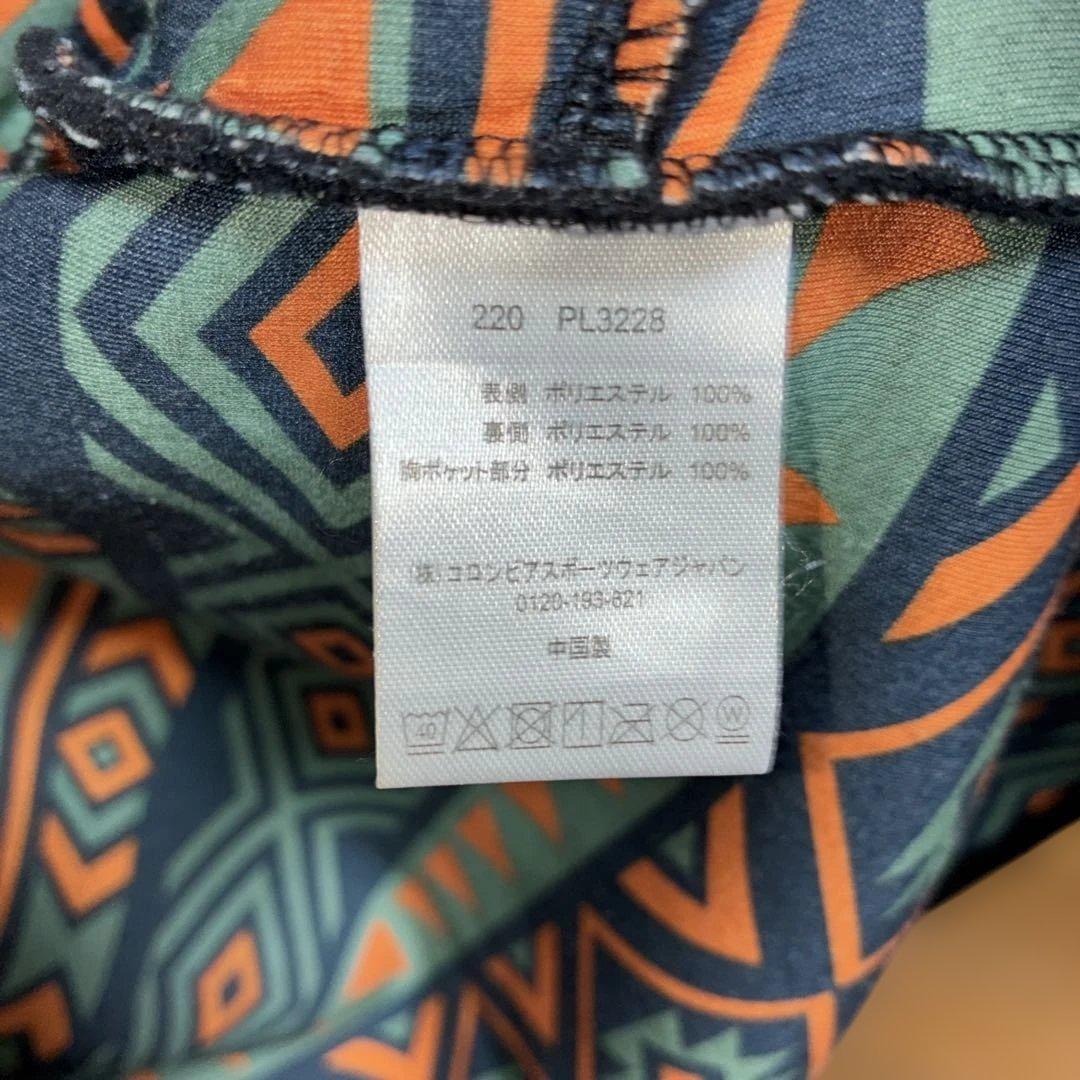 220 PL3228
表側 ポリエステル 100%
裏側 ポリエステル 100%
胸ポケット部分 ポリエステル 100%
(株)コロンビアスポーツウェアジャパン
0120-193-821
中国製
40
W